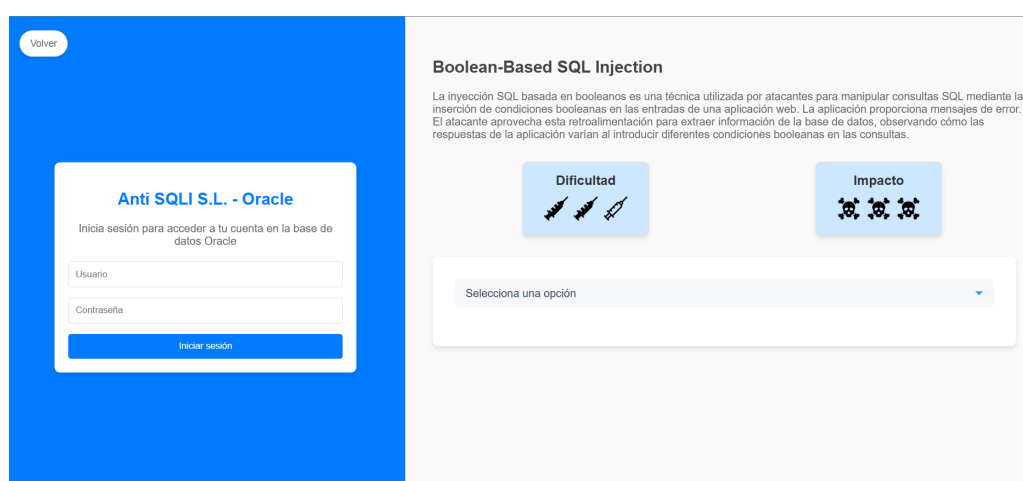 Volver
Anti SQLI S.L. - Oracle
Inicia sesión para acceder a tu cuenta en la base de
datos Oracle
Usuario
Contraseña
Iniciar sesión
Boolean-Based SQL Injection
La inyección SQL basada en booleanos es una técnica utilizada por atacantes para manipular consultas SQL mediante la
inserción de condiciones booleanas en las entradas de una aplicación web. La aplicación proporciona mensajes de error.
El atacante aprovecha esta retroalimentación para extraer información de la base de datos, observando cómo las
respuestas de la aplicación varían al introducir diferentes condiciones booleanas en las consultas.
Dificultad
Impacto
Selecciona una opción